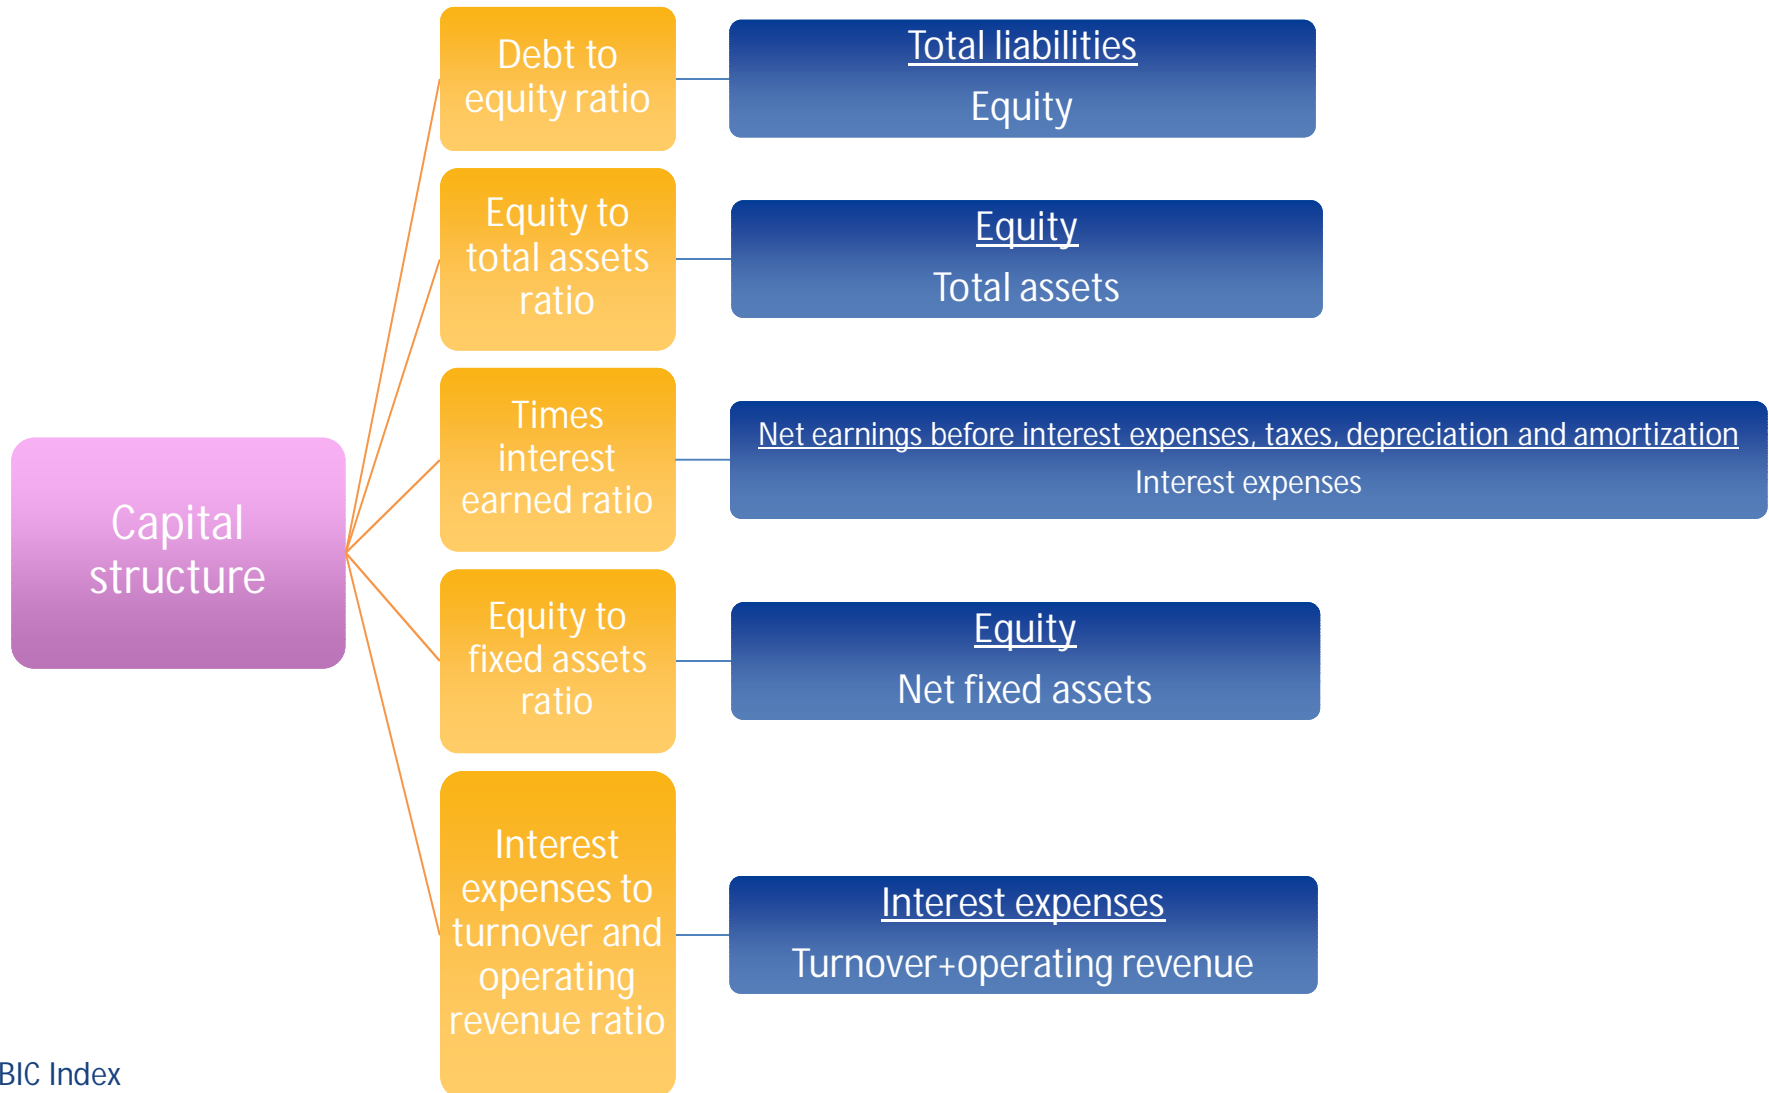 Capital
structure
Debt to
equity ratio
Total liabilities
Equity
Equity to
total assets
ratio
Equity
Total assets
Times
interest
earned ratio
Net earnings before interest expenses, taxes, depreciation and amortization
Interest expenses
Equity to
fixed assets
ratio
Equity
Net fixed assets
Interest
expenses to
turnover and
operating
revenue ratio
Interest expenses
Turnover+operating revenue
BIC Index